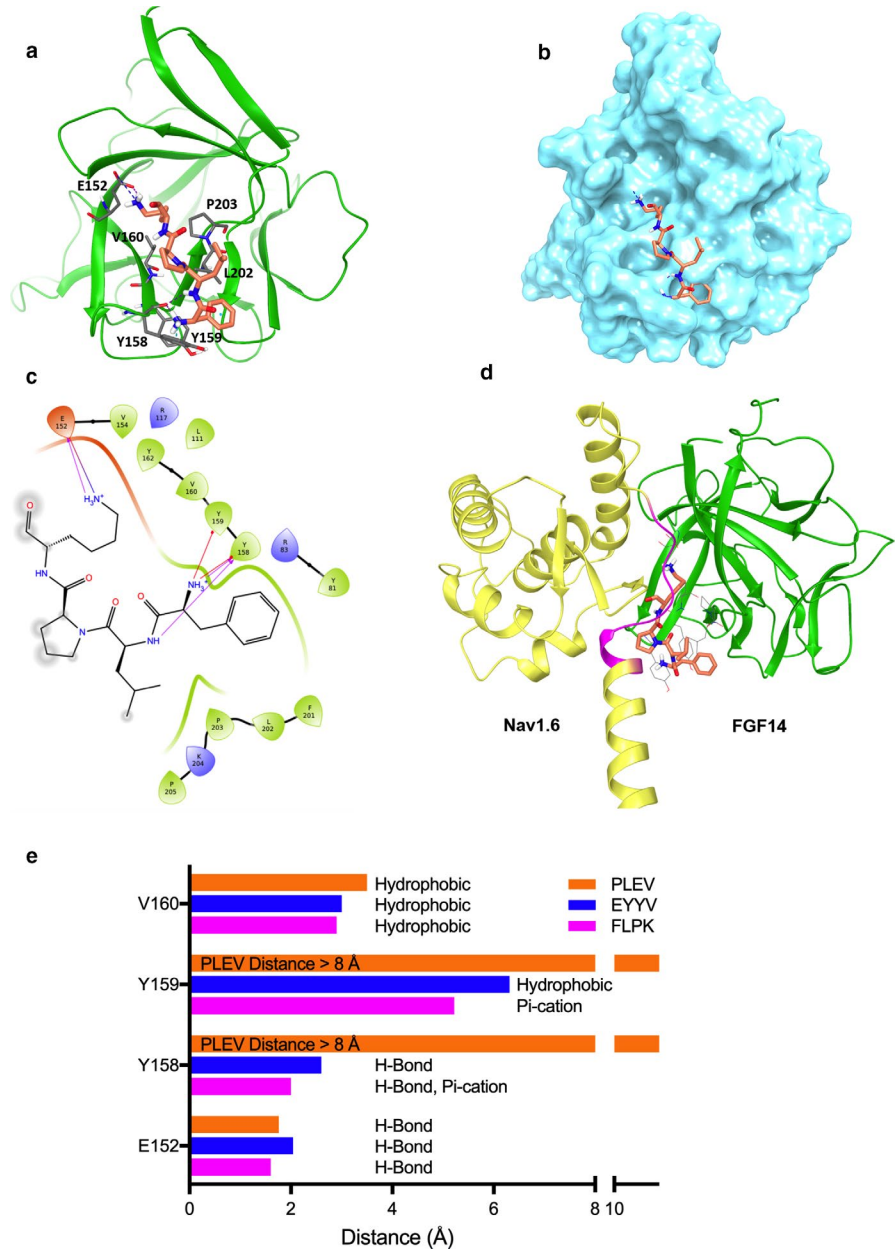 a
E152
P203
V160
L202
Y158
Y159
b
c
E
152
V
154
R
117
L
111
Y
162
V
160
Y
159
Y
158
R
83
Y
81
H₃N⁺
O
NH
O
N
O
O
NH₃⁺
NH
F
201
L
202
P
203
K
204
P
205
d
Nav1.6
FGF14
e
PLEV
EYYV
FLPK
V160
Hydrophobic
Hydrophobic
Hydrophobic
Y159
PLEV Distance > 8 Å
Hydrophobic
Pi-cation
Y158
PLEV Distance > 8 Å
H-Bond
H-Bond, Pi-cation
E152
H-Bond
H-Bond
H-Bond
0 2 4 6 8 10
Distance (Å)